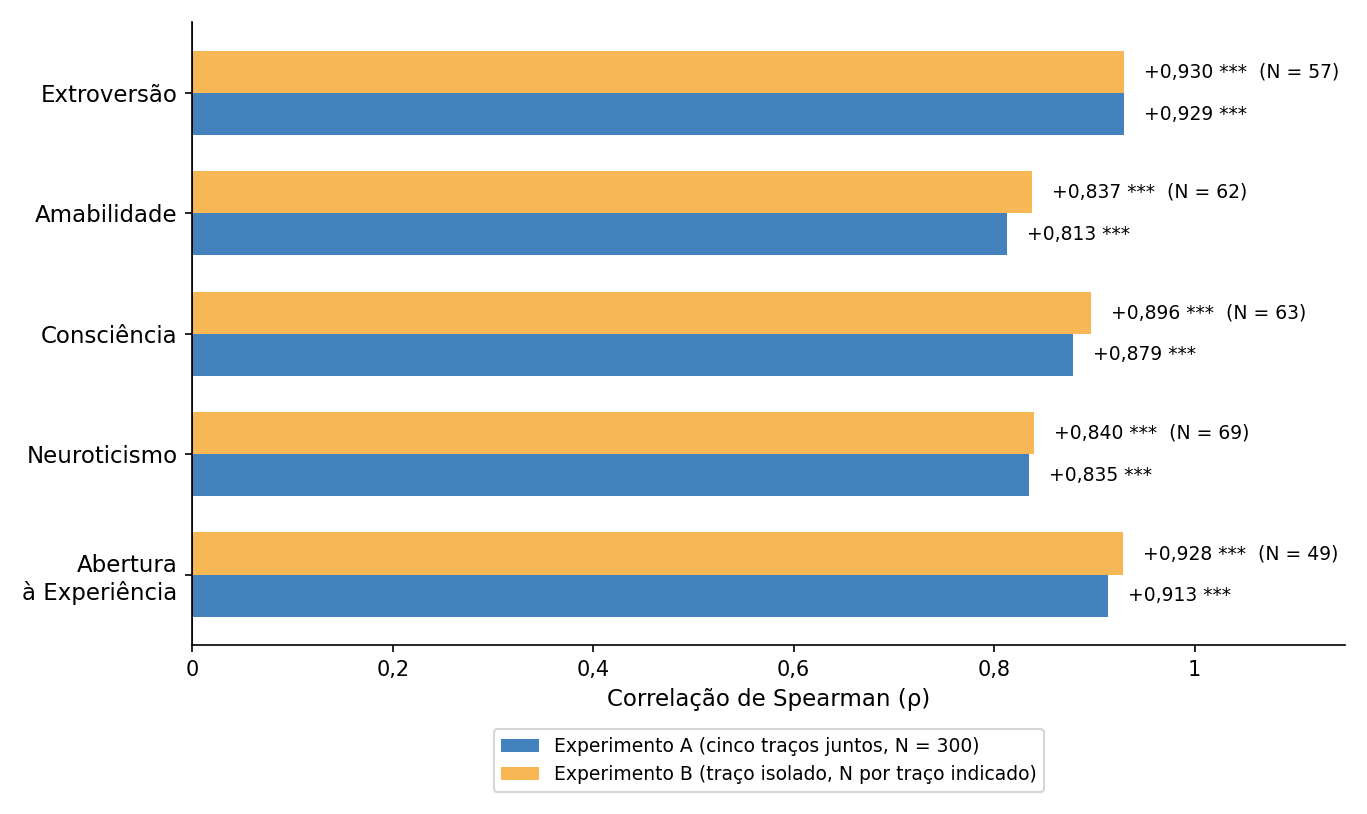 Extroversão
+0,930 *** (N = 57)
+0,929 ***
Amabilidade
+0,837 *** (N = 62)
+0,813 ***
Consciência
+0,896 *** (N = 63)
+0,879 ***
Neuroticismo
+0,840 *** (N = 69)
+0,835 ***
Abertura
à Experiência
+0,928 *** (N = 49)
+0,913 ***
0 0,2 0,4 0,6 0,8 1
Correlação de Spearman (ρ)
Experimento A (cinco traços juntos, N = 300)
Experimento B (traço isolado, N por traço indicado)